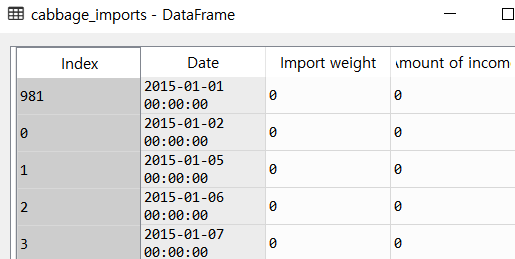 cabbage_imports - DataFrame
Index Date Import weight Amount of incom
981 2015-01-01 00:00:00 0 0
0 2015-01-02 00:00:00 0 0
1 2015-01-05 00:00:00 0 0
2 2015-01-06 00:00:00 0 0
3 2015-01-07 00:00:00 0 0